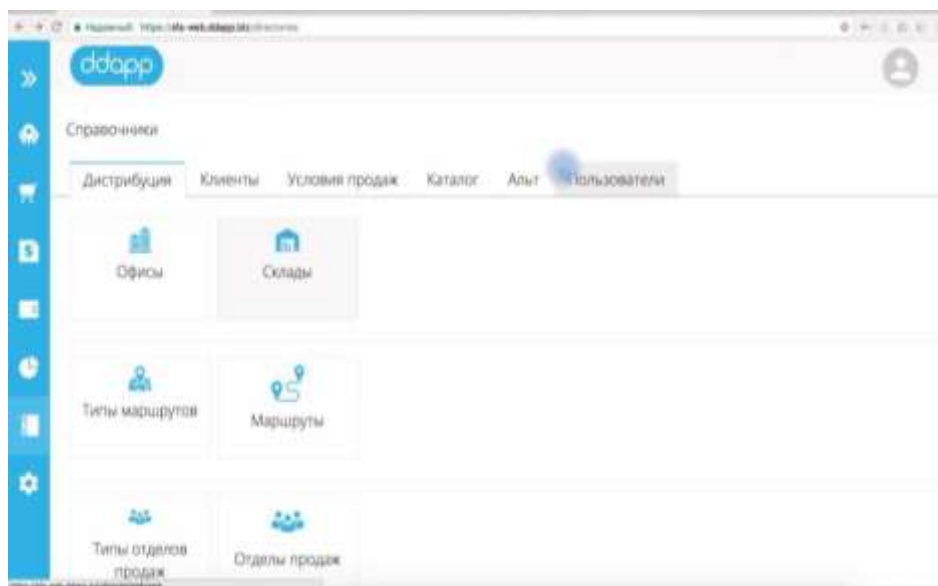 ddapp
Справочники
Дистрибуция Клиенты Условия продаж Каталог Альт Пользователи
Офисы Склады
Типы маршрутов Маршруты
Типы отделов продаж Отделы продаж